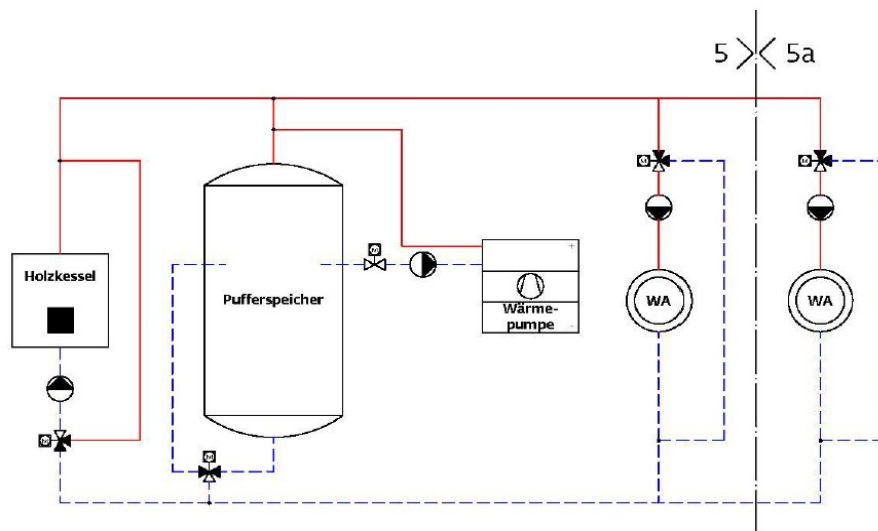 5 5a
M
M
Holzkessel
M
Pufferspeicher
+
Wärme-
pumpe
-
WA
WA
M
M